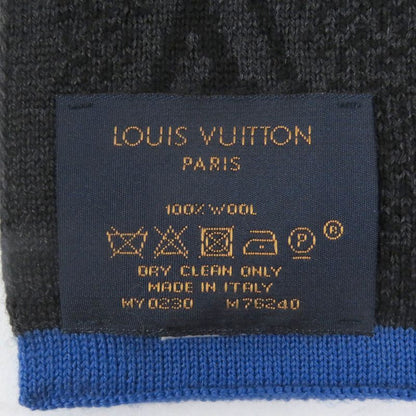 LOUIS VUITTON
PARIS
100% WOOL
P ®
DRY CLEAN ONLY
MADE IN ITALY
MY0230 M76240